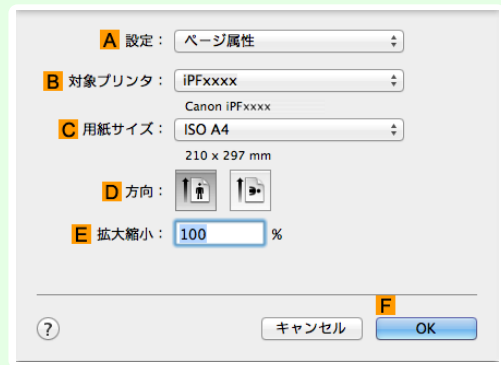 A 設定： ページ属性
B 対象プリンタ： iPFxxxx
Canon iPFxxxx
C 用紙サイズ： ISO A4
210 x 297 mm
D 方向：
E 拡大縮小： 100 %
F
? キャンセル OK